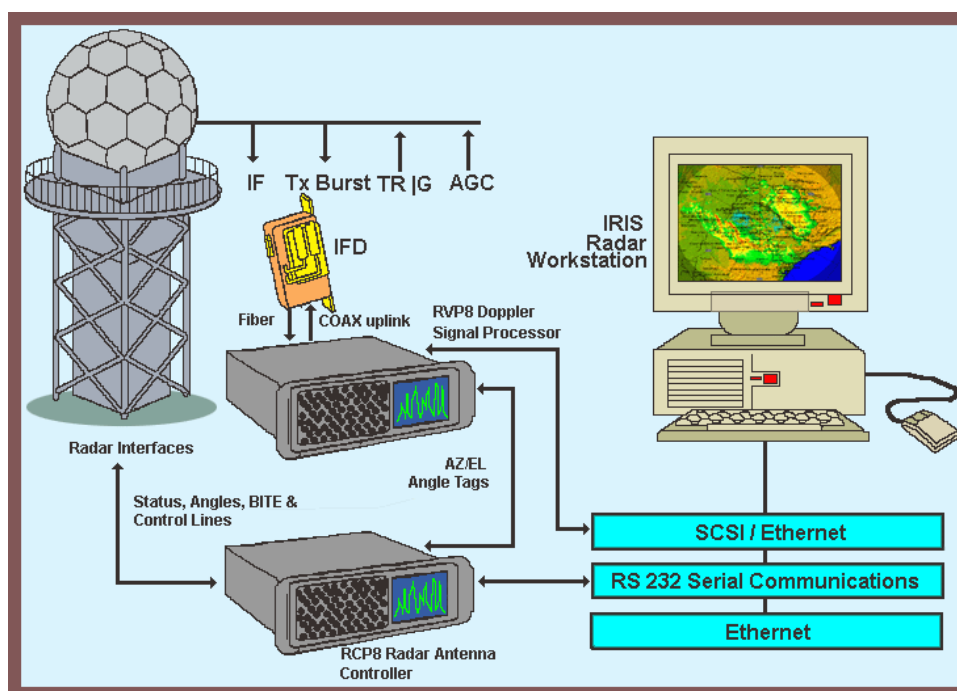 IF
Tx Burst
TR |G
AGC
IFD
IRIS
Radar
Workstation
Fiber
COAX uplink
RVP8 Doppler
Signal Processor
Radar Interfaces
AZ/EL
Angle Tags
Status, Angles, BITE &
Control Lines
SCSI / Ethernet
RS 232 Serial Communications
Ethernet
RCP8 Radar Antenna
Controller